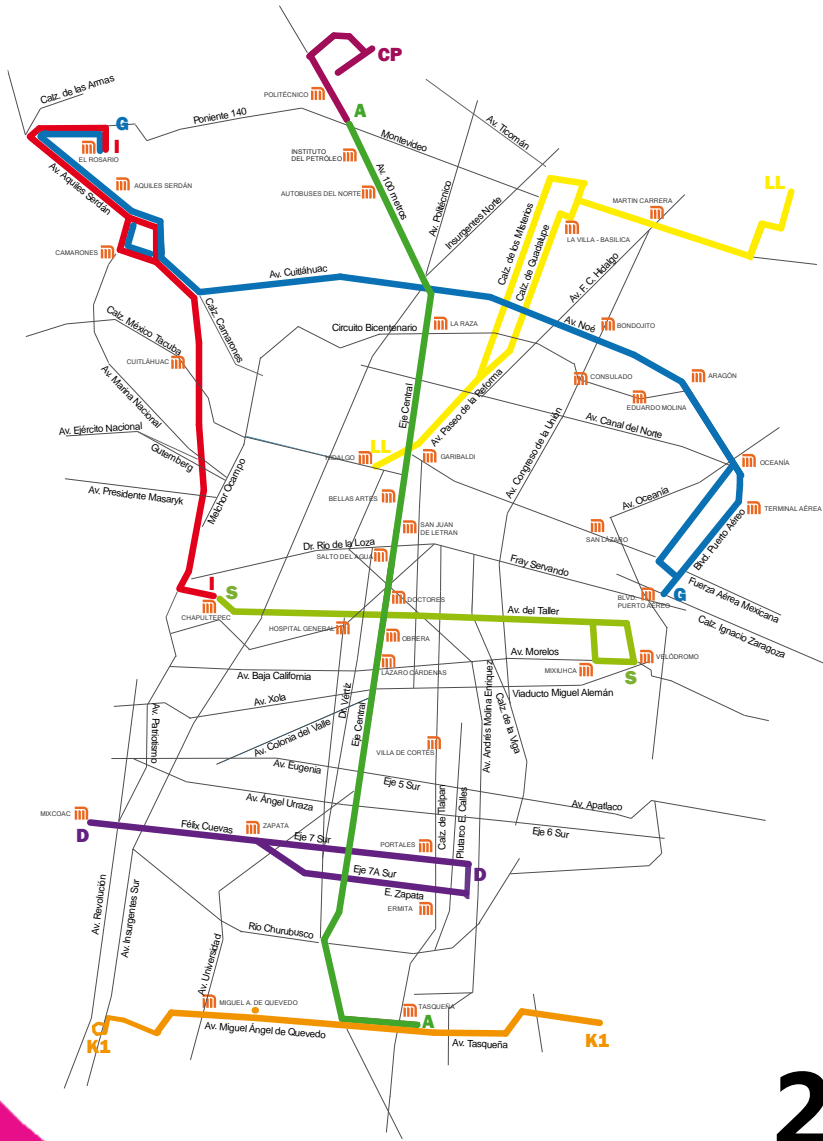 CP
POLITÉCNICO
A
Calz. de las Armas
Poniente 140
Montevideo
Av. Ticomán
G
I
EL ROSARIO
INSTITUTO
DEL PETRÓLEO
Av. 100 metros
AUTOBUSES DEL NORTE
Av. Aquiles Serdán
AQUILES SERDÁN
Av. Politécnico
Insurgentes Norte
MARTIN CARRERA
LL
CAMARONES
Calz. de los Misterios
Calz. de Guadalupe
LA VILLA - BASILICA
Av. F. C. Hidalgo
Av. Cuitláhuac
Calz. Camarones
Calz. México Tacuba
Circuito Bicentenario
LA RAZA
Av. Noé
BONDOJITO
CUITLÁHUAC
Av. Marina Nacional
CONSULADO
ARAGÓN
EDUARDO MOLINA
Eje Central
Av. Paseo de la Reforma
Av. Canal del Norte
Av. Congreso de la Unión
Av. Ejército Nacional
Gutemberg
HIDALGO
LL
GARIBALDI
OCEANÍA
Av. Presidente Masaryk
Melchor Ocampo
BELLAS ARTES
Av. Oceanía
TERMINAL AÉREA
SAN JUAN
DE LETRAN
SAN LÁZARO
Blvd. Puerto Aéreo
Dr. Río de la Loza
SALTO DEL AGUA
Fray Servando
I
S
CHAPULTEPEC
DOCTORES
BLVD.
PUERTO AÉREO
G
Fuerza Aérea Mexicana
Calz. Ignacio Zaragoza
HOSPITAL GENERAL
OBRERA
Av. del Taller
Av. Morelos
MIXIUHCA
VELÓDROMO
S
LÁZARO CÁRDENAS
Av. Baja California
Viaducto Miguel Alemán
Av. Xola
Dr. Vértiz
Eje Central
Av. Andrés Molina Enriquez
Calz. de la Viga
Av. Patriotismo
Av. Colonia del Valle
VILLA DE CORTÉS
Av. Eugenia
Eje 5 Sur
Av. Ángel Urraza
Calz. de Tlalpan
Plutarco E. Calles
Av. Apatlaco
MIXCOAC
D
Félix Cuevas
ZAPATA
Eje 7 Sur
PORTALES
Eje 6 Sur
Eje 7A Sur
D
E. Zapata
ERMITA
Av. Revolución
Av. Insurgentes Sur
Río Churubusco
Av. Universidad
MIGUEL A. DE QUEVEDO
TASQUEÑA
A
K1
Av. Miguel Ángel de Quevedo
Av. Tasqueña
K1
2